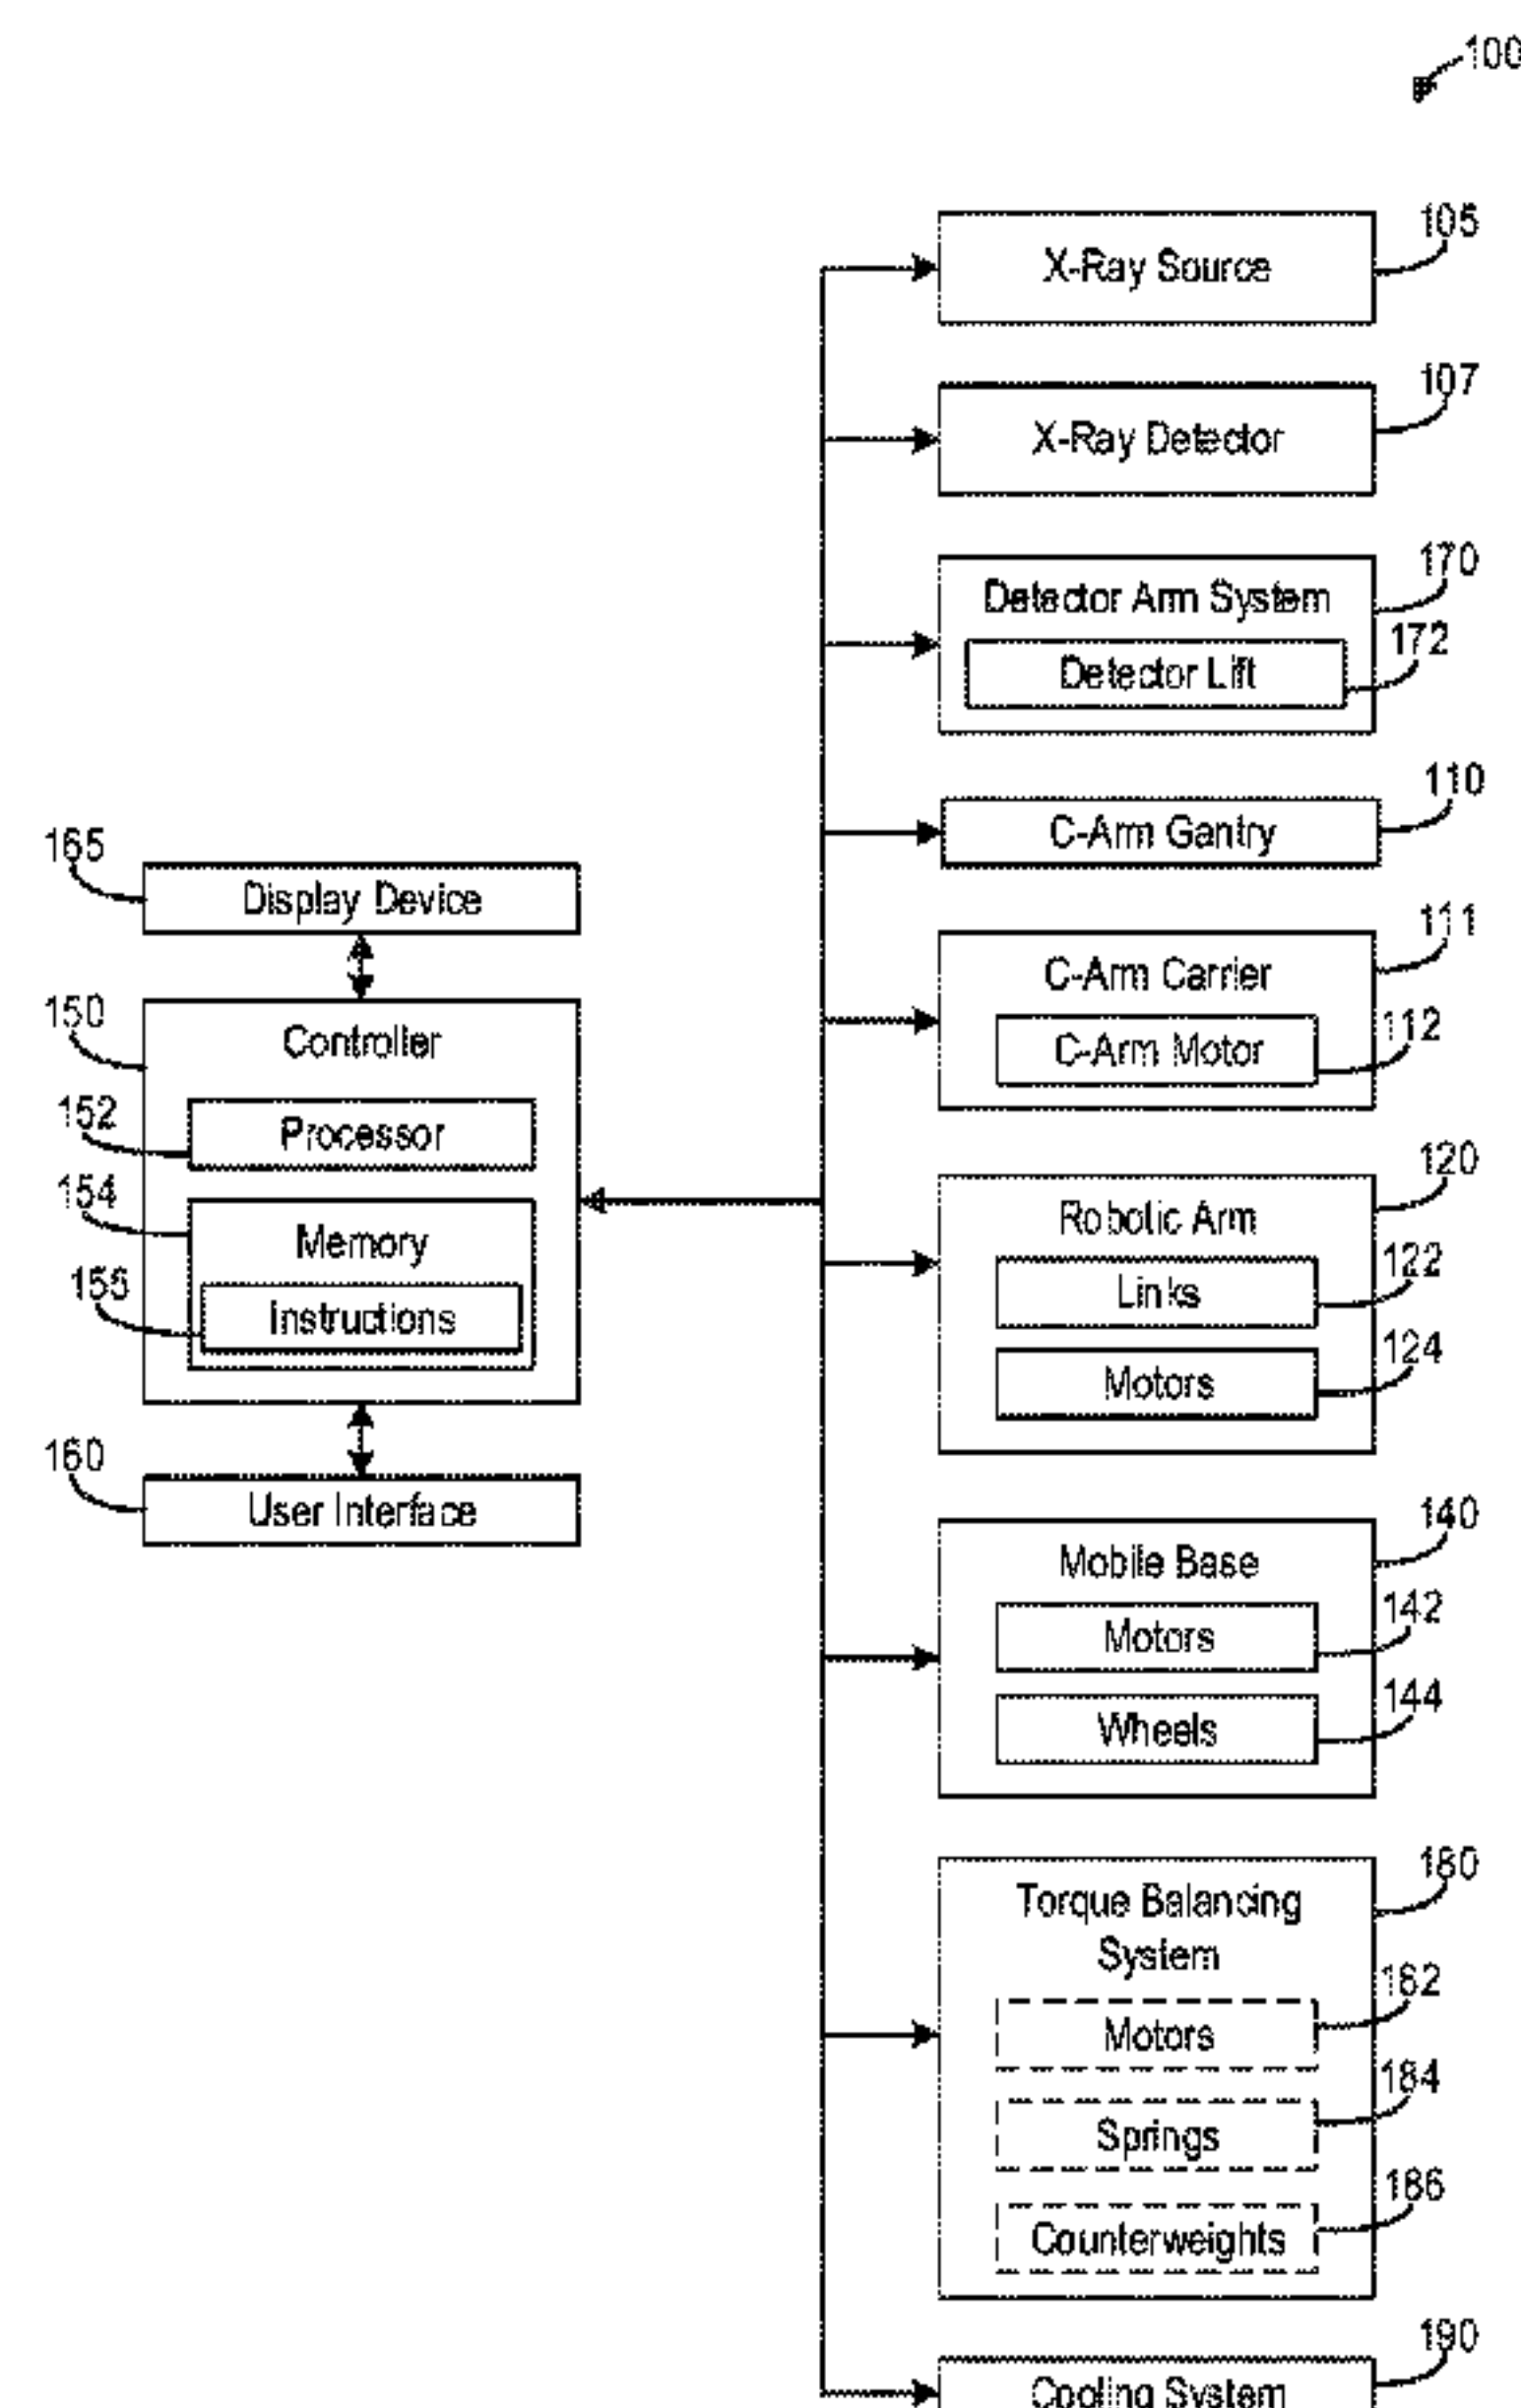 100
X-Ray Source
105
X-Ray Detector
107
Detector Arm System
170
Detector Lift
172
C-Arm Gantry
110
C-Arm Carrier
111
C-Arm Motor
112
Robotic Arm
120
Links
122
Motors
124
Mobile Base
140
Motors
142
Wheels
144
Torque Balancing
System
180
Motors
182
Springs
184
Counterweights
186
Cooling System
190
165
Display Device
150
Controller
152
Processor
154
Memory
155
Instructions
160
User Interface